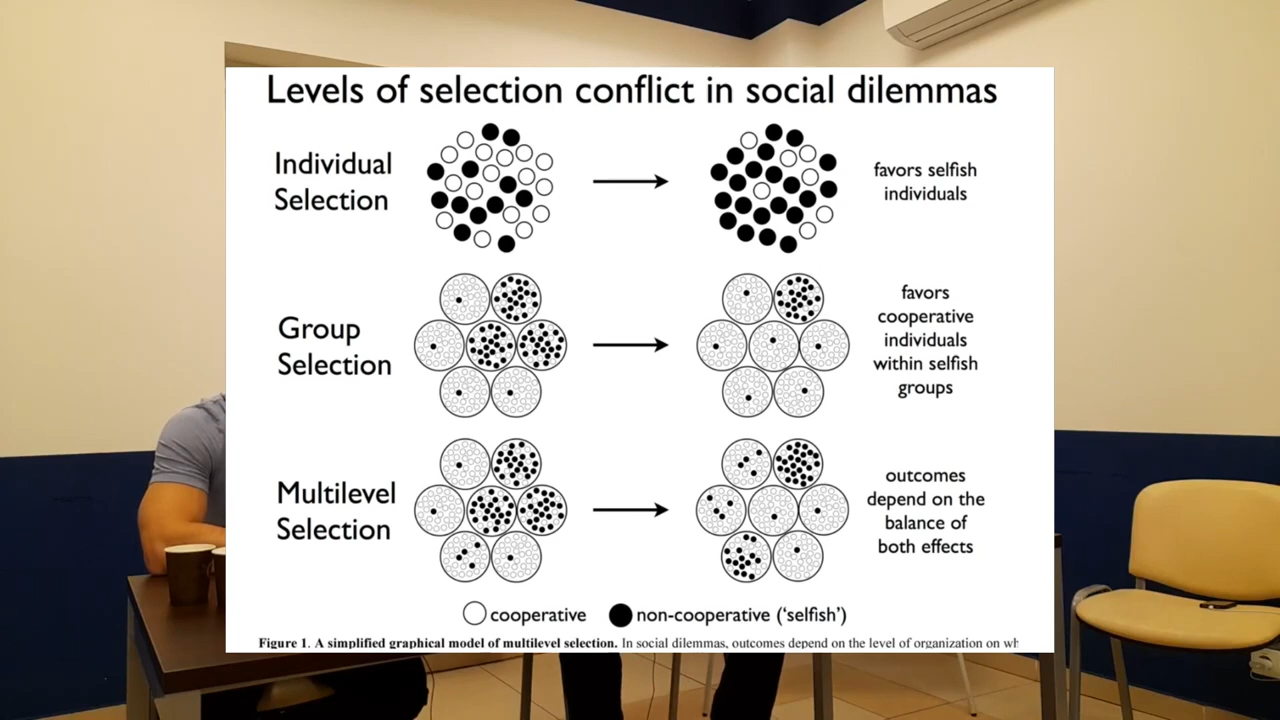 Levels of selection conflict in social dilemmas
Individual
Selection
favors selfish
individuals
Group
Selection
favors
cooperative
individuals
within selfish
groups
Multilevel
Selection
outcomes
depend on the
balance of
both effects
cooperative
non-cooperative ('selfish')
Figure 1. A simplified graphical model of multilevel selection. In social dilemmas, outcomes depend on the level of organization on